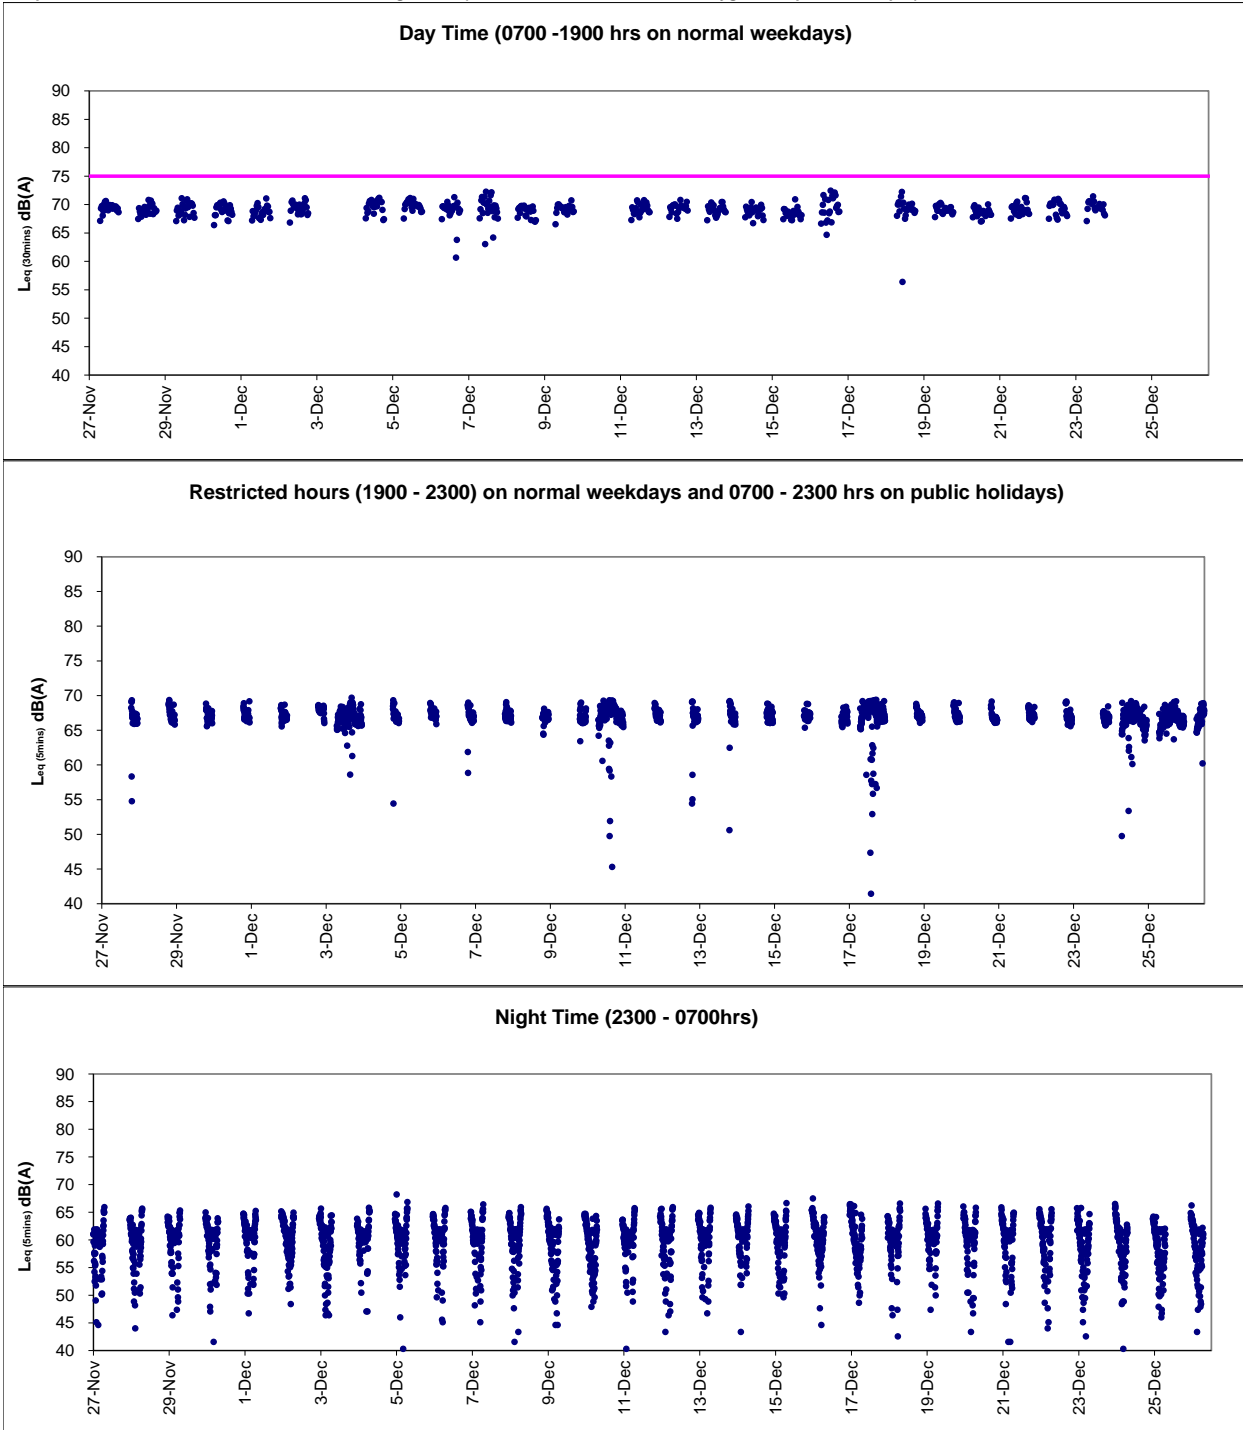 Day Time (0700 -1900 hrs on normal weekdays)
90
85
80
75
70
65
60
55
50
45
40
Leq (30mins) dB(A)
27-Nov
29-Nov
1-Dec
3-Dec
5-Dec
7-Dec
9-Dec
11-Dec
13-Dec
15-Dec
17-Dec
19-Dec
21-Dec
23-Dec
25-Dec
Restricted hours (1900 - 2300) on normal weekdays and 0700 - 2300 hrs on public holidays)
90
85
80
75
70
65
60
55
50
45
40
Leq (5mins) dB(A)
27-Nov
29-Nov
1-Dec
3-Dec
5-Dec
7-Dec
9-Dec
11-Dec
13-Dec
15-Dec
17-Dec
19-Dec
21-Dec
23-Dec
25-Dec
Night Time (2300 - 0700hrs)
90
85
80
75
70
65
60
55
50
45
40
Leq (5mins) dB(A)
27-Nov
29-Nov
1-Dec
3-Dec
5-Dec
7-Dec
9-Dec
11-Dec
13-Dec
15-Dec
17-Dec
19-Dec
21-Dec
23-Dec
25-Dec